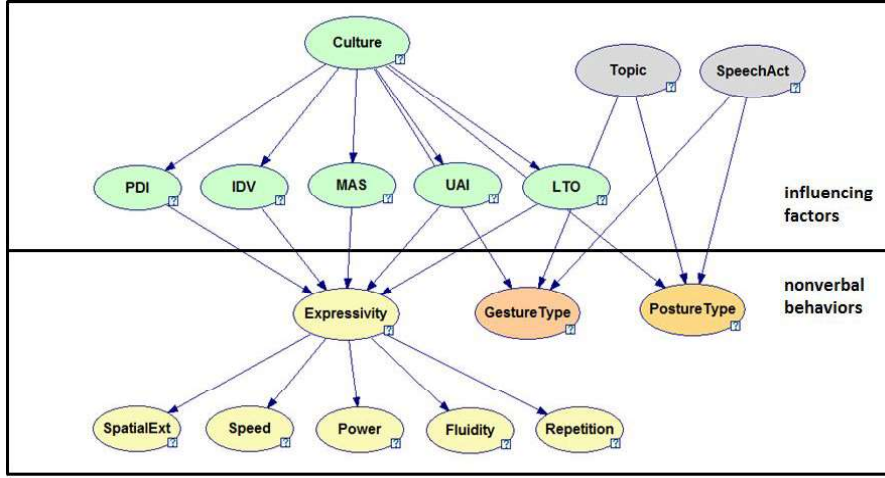 Culture
Topic
SpeechAct
PDI
IDV
MAS
UAI
LTO
influencing
factors
nonverbal
behaviors
Expressivity
GestureType
PostureType
SpatialExt
Speed
Power
Fluidity
Repetition